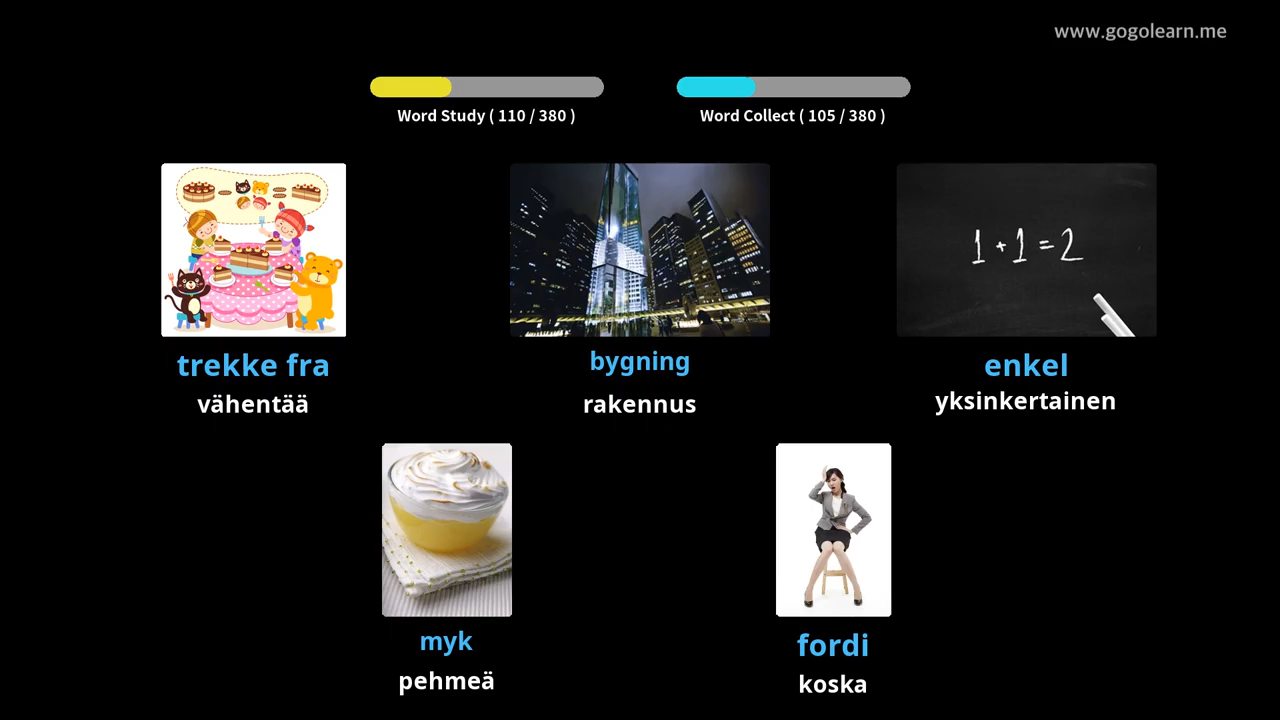 www.gogolearn.me
Word Study ( 110 / 380 )
Word Collect ( 105 / 380 )
1 + 1 = 2
trekke fra
vähentää
bygning
rakennus
enkel
yksinkertainen
myk
pehmeä
fordi
koska